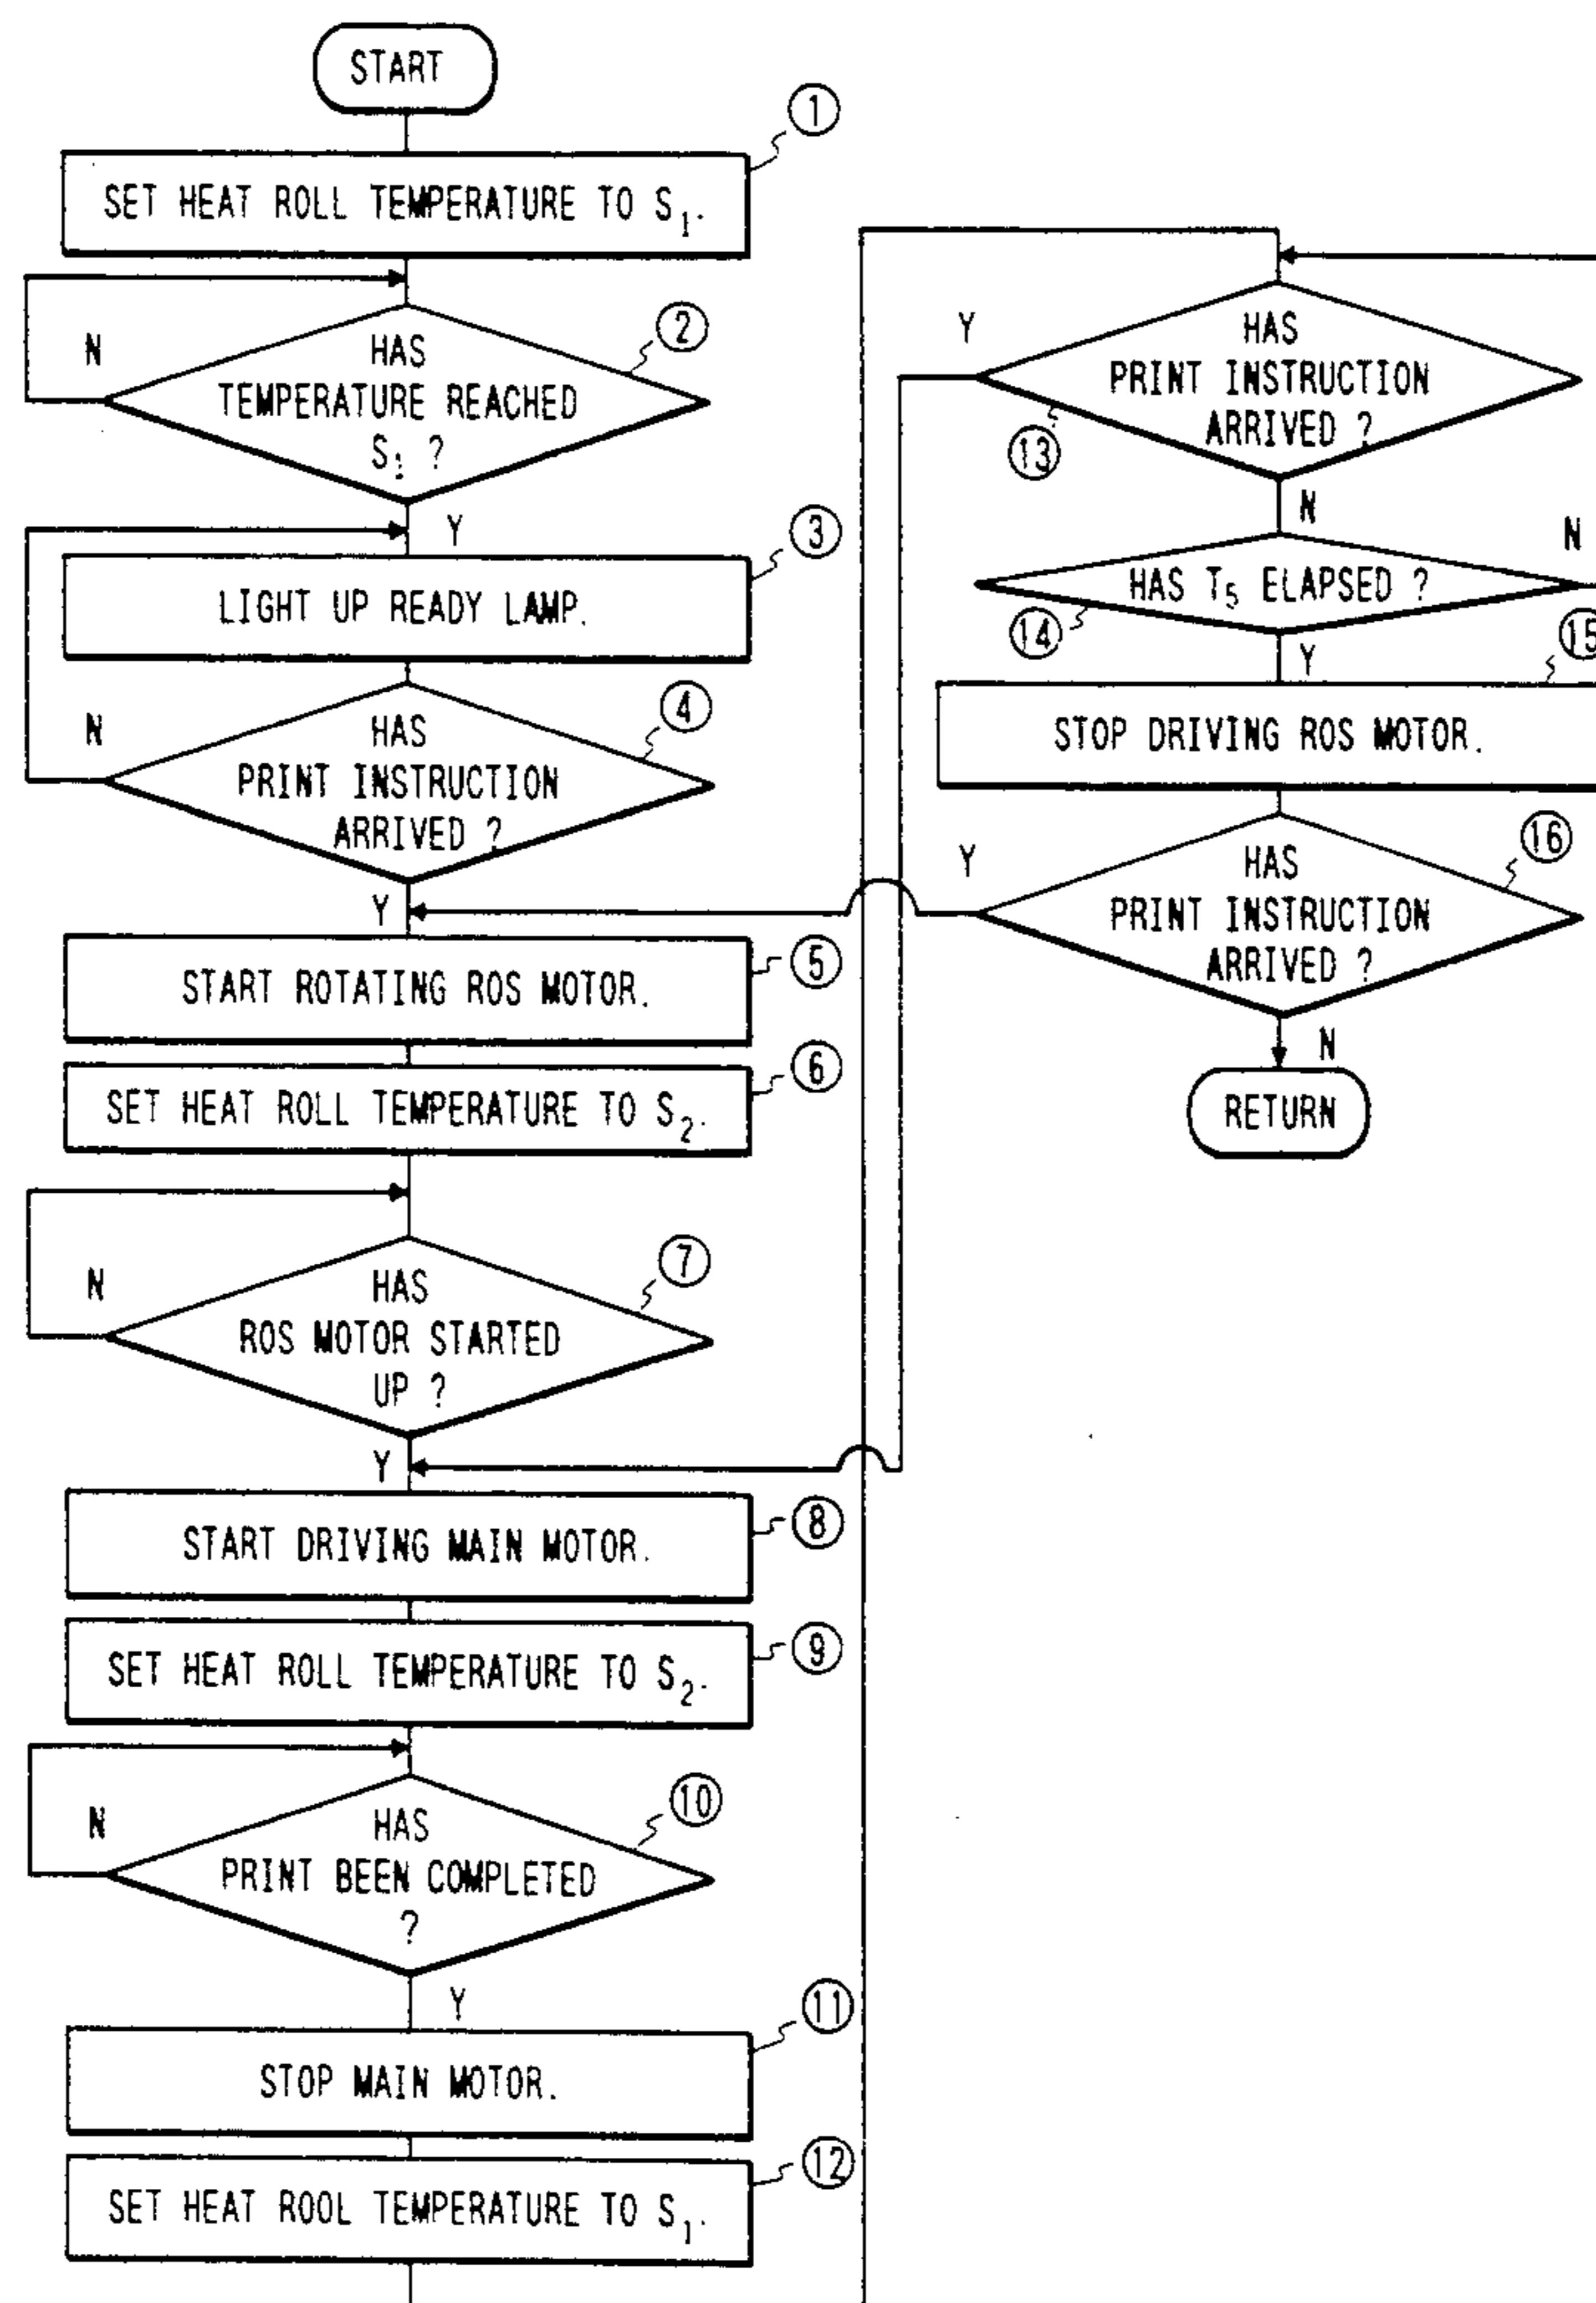 START
①
SET HEAT ROLL TEMPERATURE TO S₁.
②
N
HAS
TEMPERATURE REACHED
S₁ ?
Y
③
LIGHT UP READY LAMP.
④
N
HAS
PRINT INSTRUCTION
ARRIVED ?
Y
⑤
START ROTATING ROS MOTOR.
⑥
SET HEAT ROLL TEMPERATURE TO S₂.
⑦
N
HAS
ROS MOTOR STARTED
UP ?
Y
⑧
START DRIVING MAIN MOTOR.
⑨
SET HEAT ROLL TEMPERATURE TO S₂.
⑩
N
HAS
PRINT BEEN COMPLETED
?
Y
⑪
STOP MAIN MOTOR.
⑫
SET HEAT ROOL TEMPERATURE TO S₁.
Y
HAS
PRINT INSTRUCTION
ARRIVED ?
⑬
N
N
HAS T₅ ELAPSED ?
⑭
Y
⑮
STOP DRIVING ROS MOTOR.
⑯
Y
HAS
PRINT INSTRUCTION
ARRIVED ?
N
RETURN